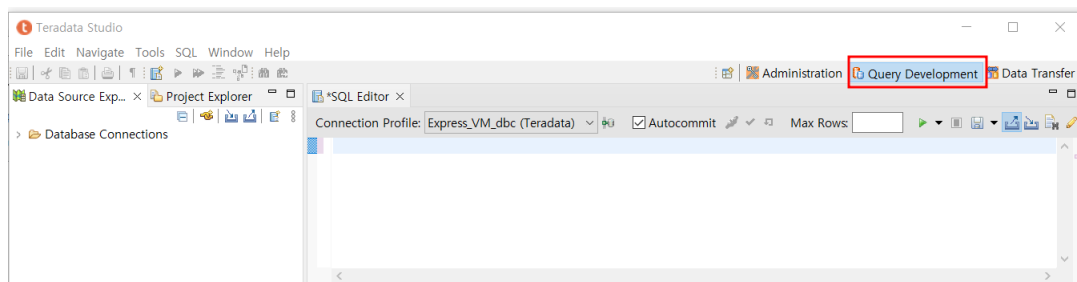 Teradata Studio
File Edit Navigate Tools SQL Window Help
Administration Query Development Data Transfer
Data Source Exp... Project Explorer *SQL Editor
Connection Profile: Express_VM_dbc (Teradata) Autocommit Max Rows:
Database Connections